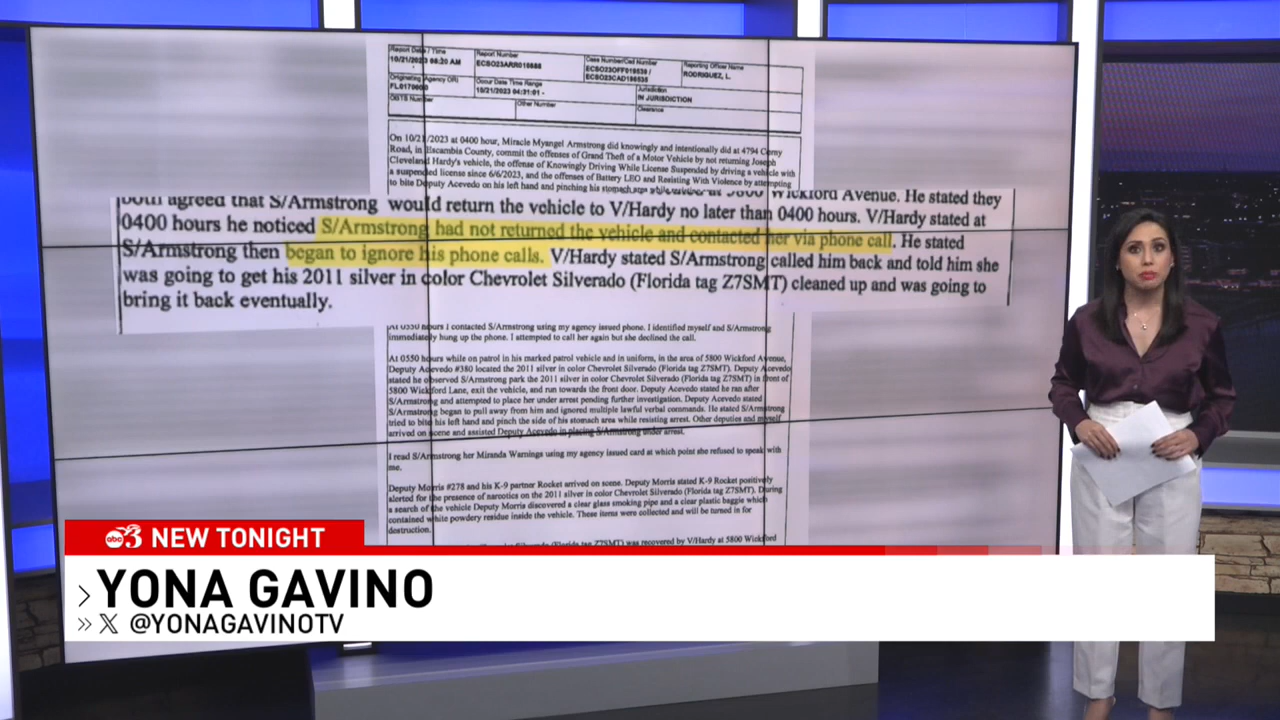 Report Date / Time
10/21/2023 08:20 AM
Report Number
Case Number/Cad Number
Reporting Officer Name
RODRIGUEZ, L.
Originating Agency ORI
Occur Date Time Range
10/21/2023 04:31:01 -
Jurisdiction
IN JURISDICTION
OBTS Number
Other Number
Clearance
On 10/21/2023 at 0400 hour, Miracle Myangel Armstrong did knowingly and intentionally did at 4794
Road, in Escambia County, commit the offenses of Grand Theft of a Motor Vehicle by not returning Joseph
Cleveland Hardy's vehicle, the offense of Knowingly Driving While License Suspended by driving a vehicle with
a suspended license since 6/6/2023, and the offenses of Battery LEO and Resisting With Violence by attempting
to bite Deputy Acevedo on his left hand and pinching his stomach area while resisting
both agreed that S/Armstrong would return the vehicle to V/Hardy no later than 0400 hours. V/Hardy stated at
Wickford Avenue. He stated they
0400 hours he noticed S/Armstrong had not returned the vehicle and contacted her via phone call. He stated
S/Armstrong then began to ignore his phone calls. V/Hardy stated S/Armstrong called him back and told him she
was going to get his 2011 silver in color Chevrolet Silverado (Florida tag Z7SMT) cleaned up and was going to
bring it back eventually.
At 0530 hours I contacted S/Armstrong using my agency issued phone. I identified myself and S/Armstrong
immediately hung up the phone. I attempted to call her again but she declined the call.
At 0550 hours while on patrol in his marked patrol vehicle and in uniform, in the area of 5800 Wickford Avenue,
Deputy Acevedo #380 located the 2011 silver in color Chevrolet Silverado (Florida tag Z7SMT). Deputy Acevedo
stated he observed S/Armstrong park the 2011 silver in color Chevrolet Silverado (Florida tag Z7SMT) in front of
5800 Wickford Lane, exit the vehicle, and run towards the front door. Deputy Acevedo stated he ran after
S/Armstrong and attempted to place her under arrest pending further investigation. Deputy Acevedo stated
S/Armstrong began to pull away from him and ignored multiple lawful verbal commands. He stated S/Armstrong
tried to bite his left hand and pinch the side of his stomach area while resisting arrest. Other deputies and myself
arrived on scene and assisted Deputy Acevedo in placing S/Armstrong under arrest.
I read S/Armstrong her Miranda Warnings using my agency issued card at which point she refused to speak with
me.
Deputy Morris #278 and his K-9 partner Rocket arrived on scene. Deputy Morris stated K-9 Rocket positively
alerted for the presence of narcotics on the 2011 silver in color Chevrolet Silverado (Florida tag Z7SMT). During
a search of the vehicle Deputy Morris discovered a clear glass smoking pipe and a clear plastic baggie which
contained white powdery residue inside the vehicle. These items were collected and will be turned in for
destruction.
(Florida tag Z7SMT) was recovered by V/Hardy at 5800 Wickford
abc 3 NEW TONIGHT
YONA GAVINO
X @YONAGAVINOTV